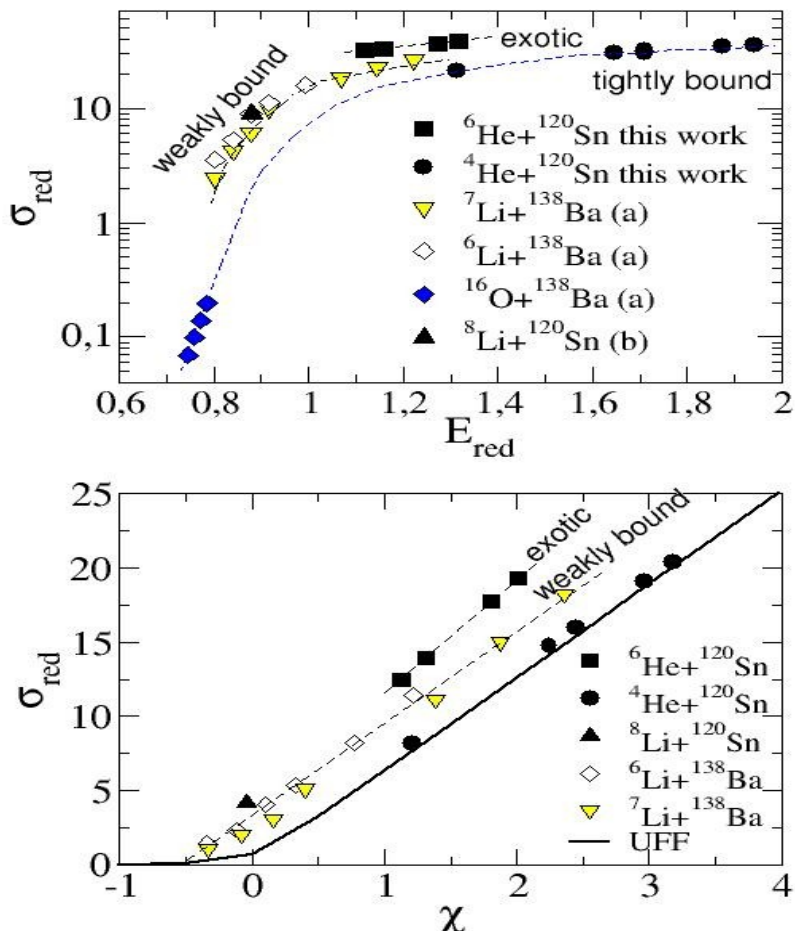 exotic
weakly bound
tightly bound
10
1
0,1
σred
⁶He+¹²⁰Sn this work
⁴He+¹²⁰Sn this work
⁷Li+¹³⁸Ba (a)
⁶Li+¹³⁸Ba (a)
¹⁶O+¹³⁸Ba (a)
⁸Li+¹²⁰Sn (b)
0,6 0,8 1 1,2 1,4 1,6 1,8 2
Ered
25
20
15
10
5
0
σred
exotic
weakly bound
⁶He+¹²⁰Sn
⁴He+¹²⁰Sn
⁸Li+¹²⁰Sn
⁶Li+¹³⁸Ba
⁷Li+¹³⁸Ba
UFF
-1 0 1 2 3 4
χ